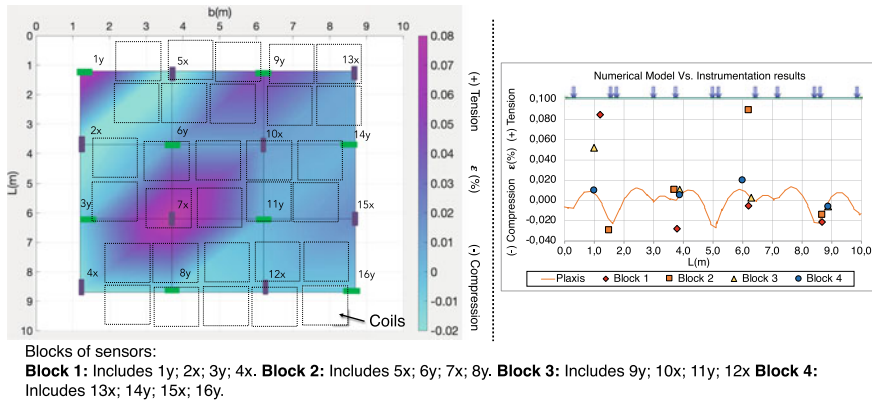 b(m)
0 1 2 3 4 5 6 7 8 9 10
0
1
2
3
4
5
6
7
8
9
10
L(m)
1y 5x 9y 13x
2x 6y 10x 14y
3y 7x 11y 15x
4x 8y 12x 16y
Coils
0.08
0.07
0.06
0.05
0.04
0.03
0.02
0.01
0
-0.01
-0.02
(+) Tension
ε (%)
(-) Compression
Numerical Model Vs. Instrumentation results
(-) Compression ε(%) (+) Tension
0,100
0,080
0,060
0,040
0,020
0,000
-0,020
-0,040
0,0 1,0 2,0 3,0 4,0 5,0 6,0 7,0 8,0 9,0 10,0
L(m)
Plaxis Block 1 Block 2 Block 3 Block 4
Blocks of sensors:
Block 1: Includes 1y; 2x; 3y; 4x. Block 2: Includes 5x; 6y; 7x; 8y. Block 3: Includes 9y; 10x; 11y; 12x Block 4:
Inlcudes 13x; 14y; 15x; 16y.